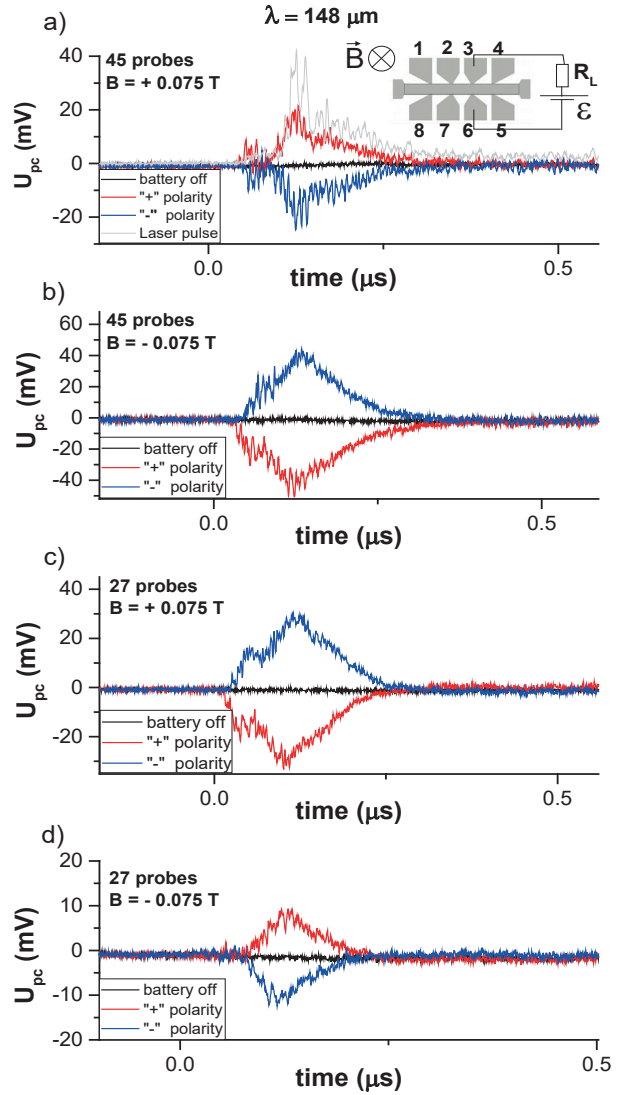 λ = 148 μm
a)
45 probes
B = + 0.075 T
B
1 2 3 4
8 7 6 5
R_L
ε
U_pc (mV)
40
20
0
-20
battery off
"+" polarity
"-" polarity
Laser pulse
0.0 0.5
time (μs)
b)
45 probes
B = - 0.075 T
U_pc (mV)
60
40
20
0
-20
-40
battery off
"+" polarity
"-" polarity
0.0 0.5
time (μs)
c)
27 probes
B = + 0.075 T
U_pc (mV)
40
20
0
-20
battery off
"+" polarity
"-" polarity
0.0 0.5
time (μs)
d)
27 probes
B = - 0.075 T
U_pc (mV)
20
10
0
-10
20
battery off
"+" polarity
"-" polarity
0.0 0.5
time (μs)